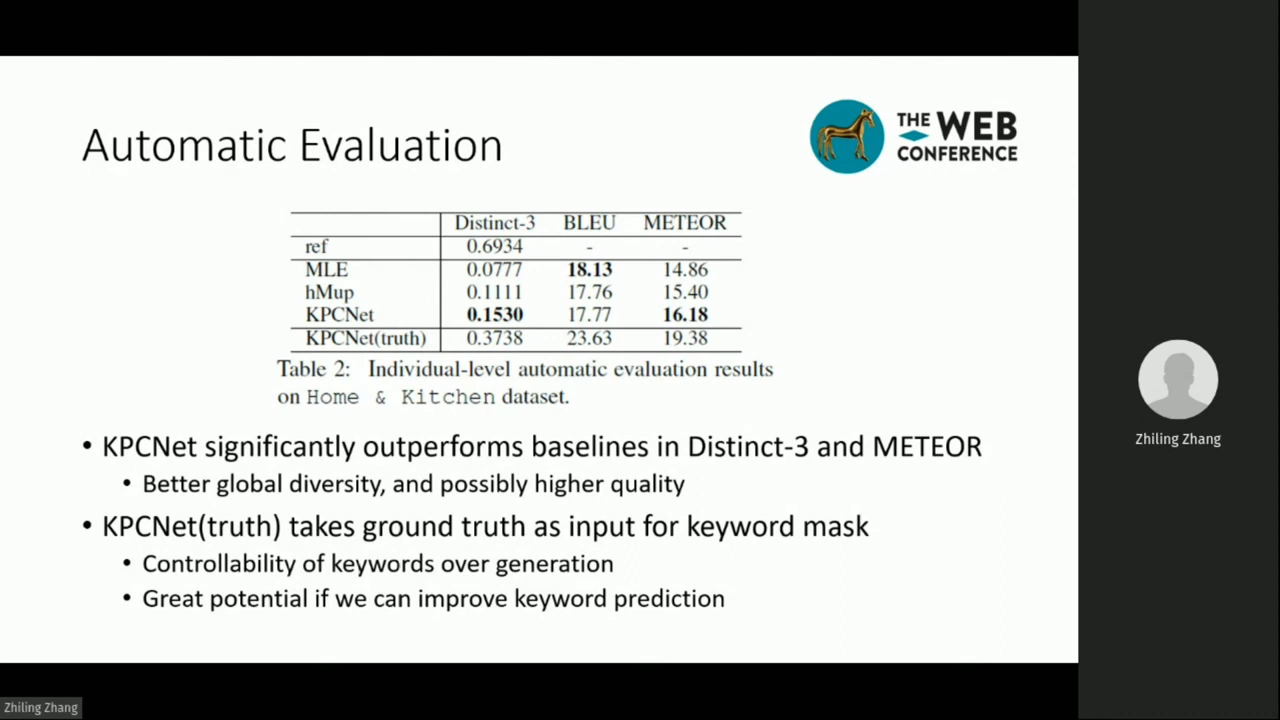 Automatic Evaluation
THE WEB
CONFERENCE
Distinct-3 BLEU METEOR
ref 0.6934 - -
MLE 0.0777 18.13 14.86
hMup 0.1111 17.76 15.40
KPCNet 0.1530 17.77 16.18
KPCNet(truth) 0.3738 23.63 19.38
Table 2: Individual-level automatic evaluation results
on Home & Kitchen dataset.
• KPCNet significantly outperforms baselines in Distinct-3 and METEOR
• Better global diversity, and possibly higher quality
• KPCNet(truth) takes ground truth as input for keyword mask
• Controllability of keywords over generation
• Great potential if we can improve keyword prediction
Zhiling Zhang
Zhiling Zhang